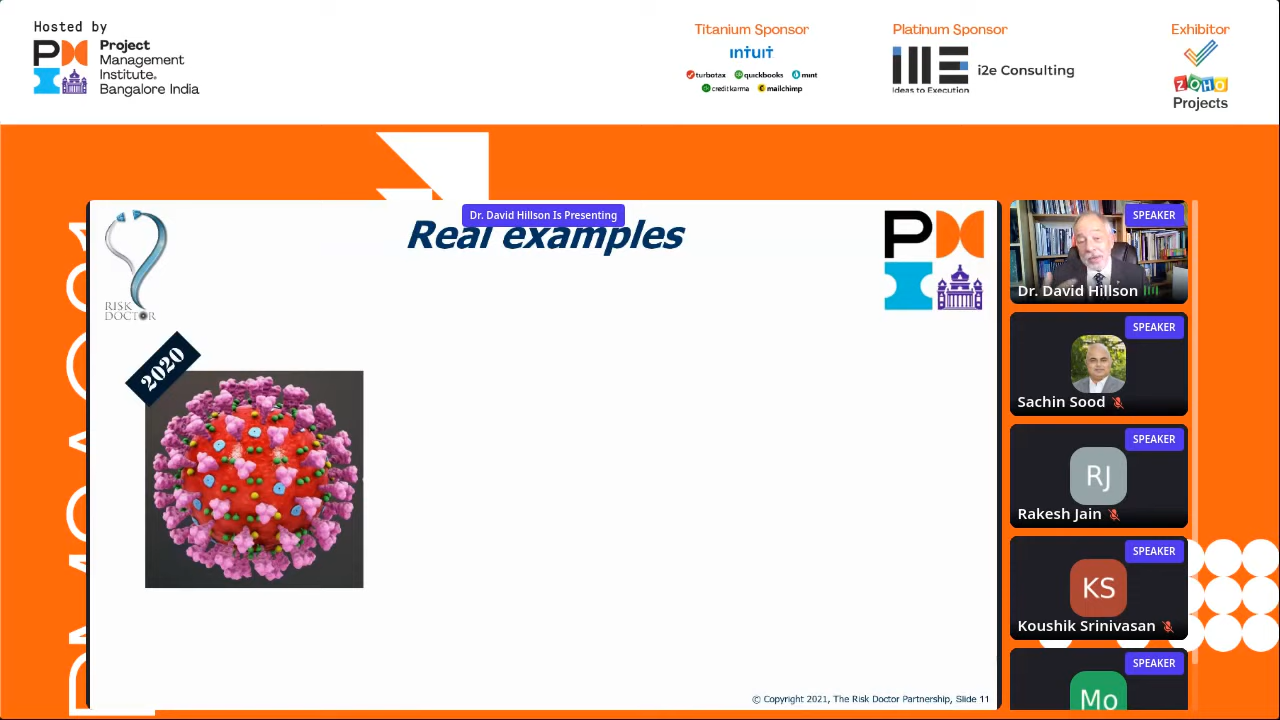 Hosted by
Project
Management
Institute.
Bangalore India
Titanium Sponsor
intuit
turbotax quickbooks mint
creditkarma mailchimp
Platinum Sponsor
Ideas to Execution
i2e Consulting
Exhibitor
ZOHO
Projects
Dr. David Hillson Is Presenting
Real examples
RISK
DOCTOR
2020
© Copyright 2021, The Risk Doctor Partnership, Slide 11
SPEAKER
Dr. David Hillson
SPEAKER
Sachin Sood
SPEAKER
RJ
Rakesh Jain
SPEAKER
KS
Koushik Srinivasan
SPEAKER
Mo